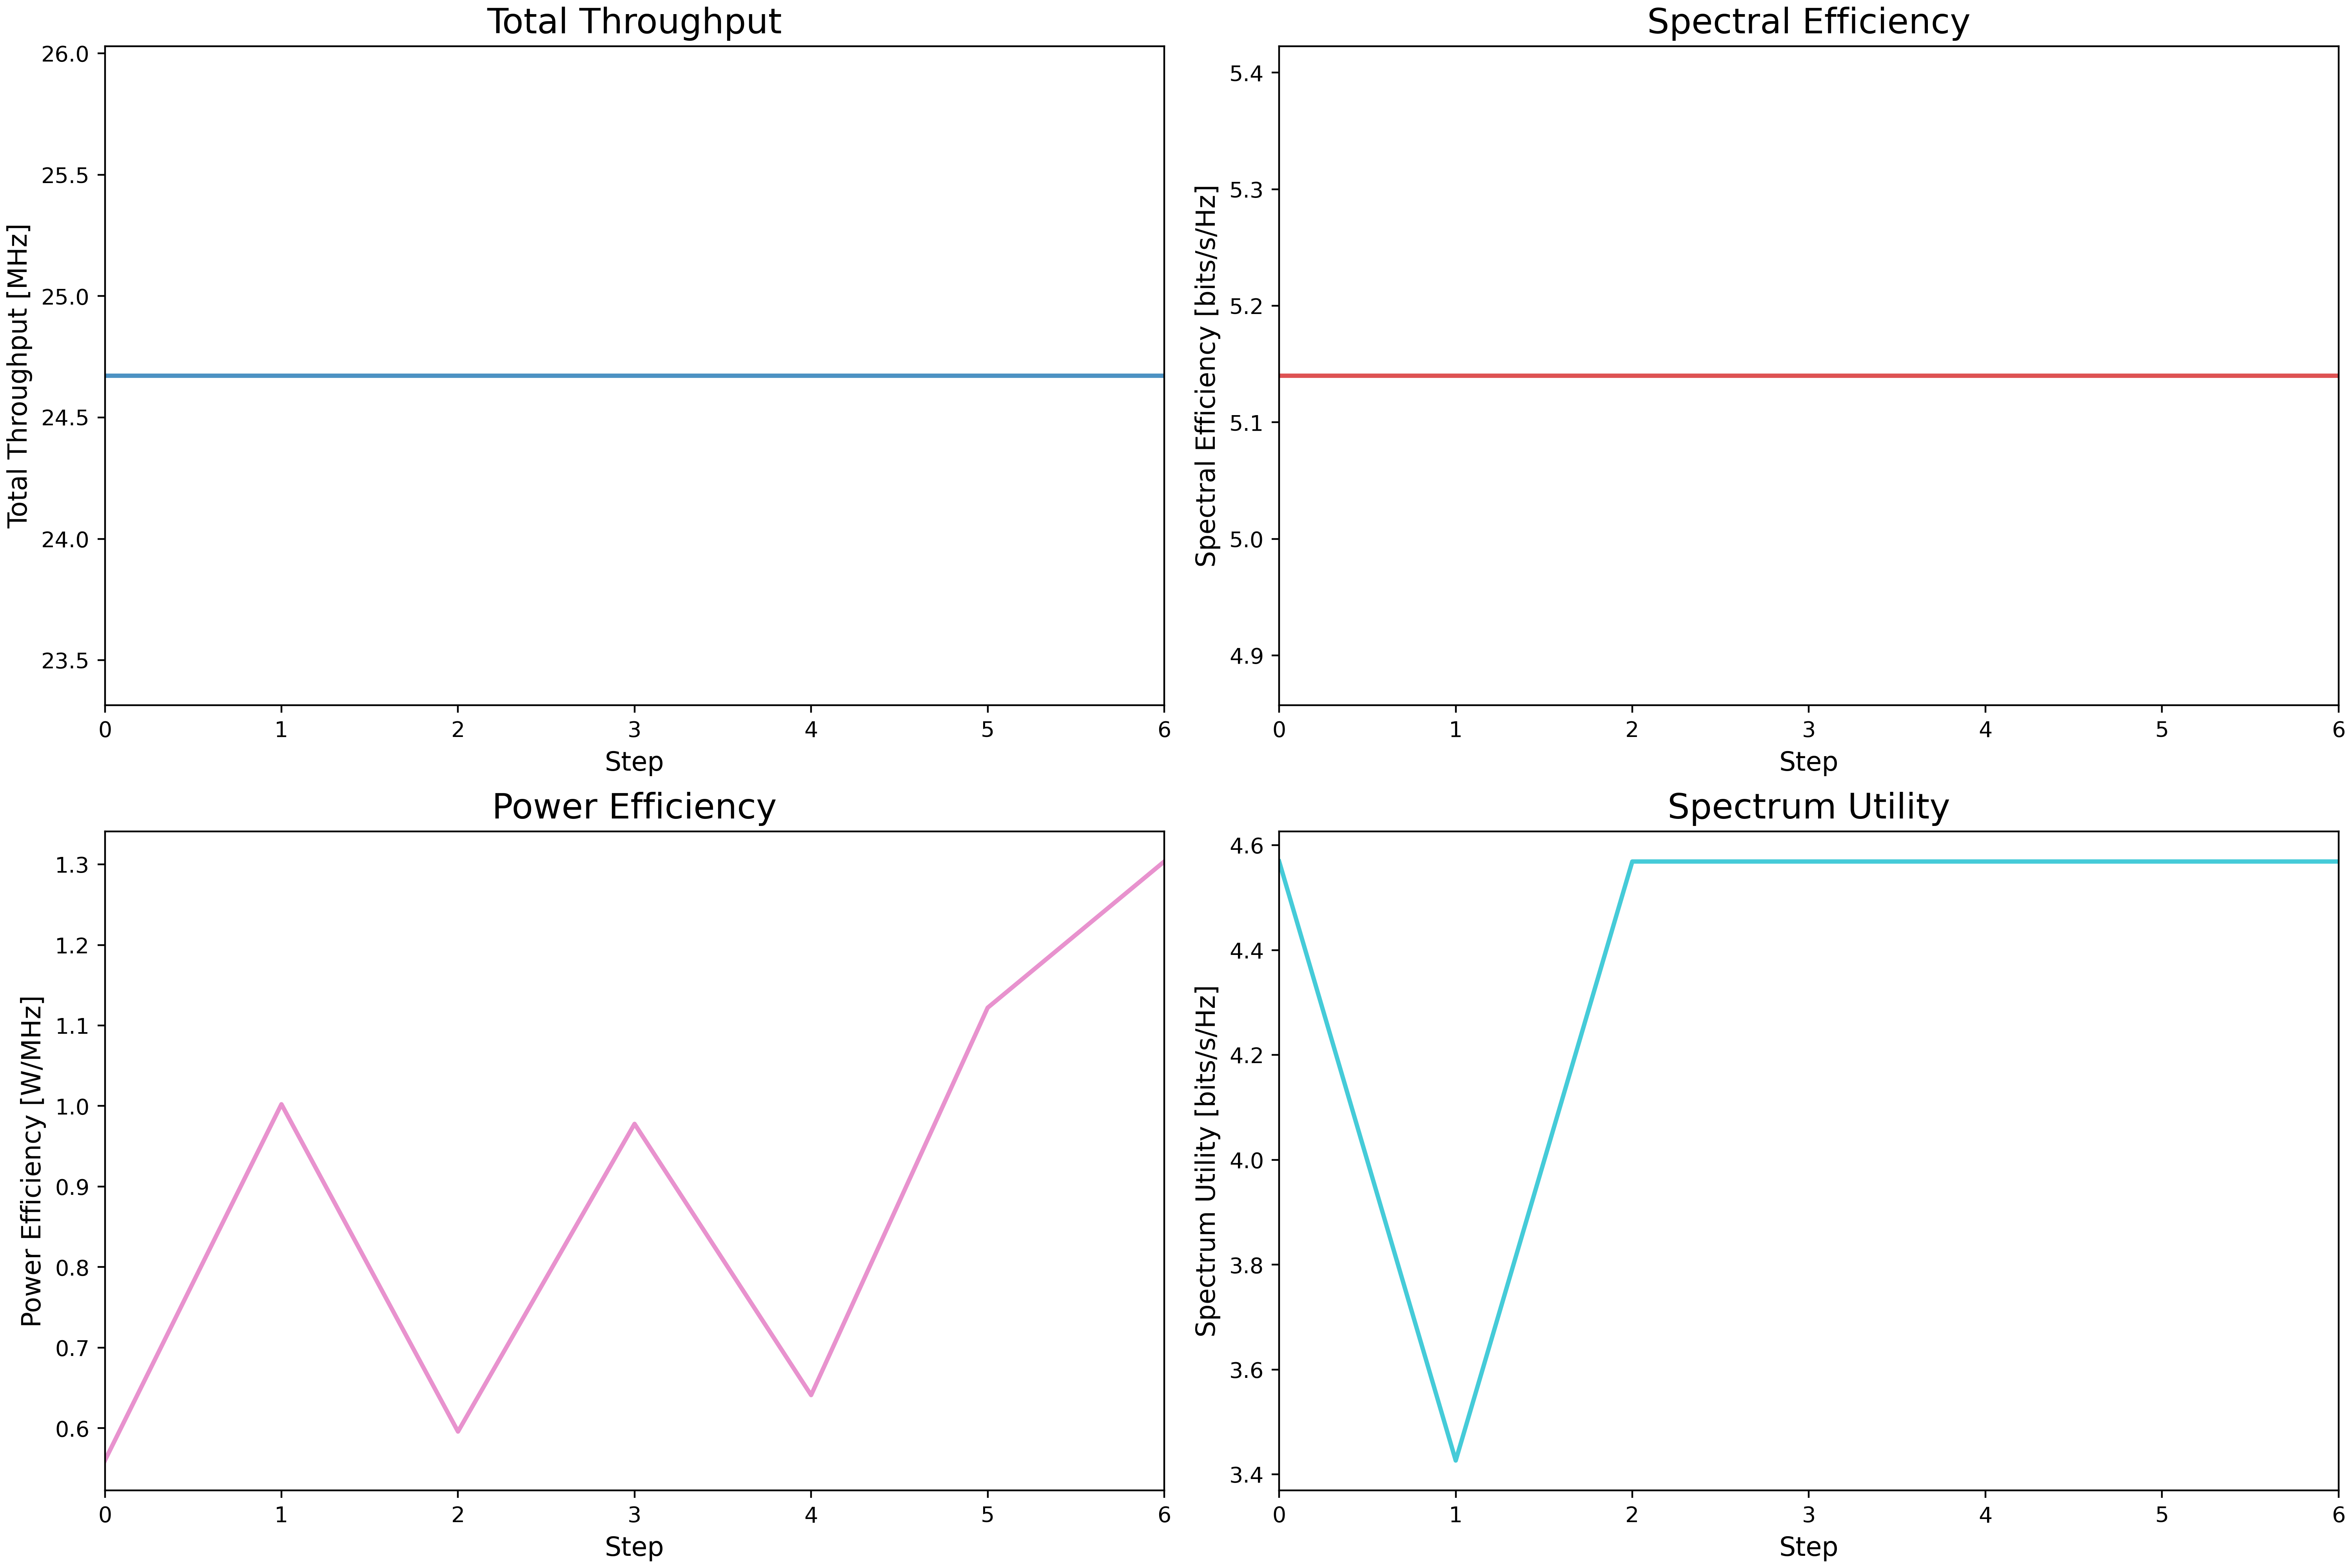 Total Throughput
Total Throughput [MHz]
26.0
25.5
25.0
24.5
24.0
23.5
0 1 2 3 4 5 6
Step
Spectral Efficiency
Spectral Efficiency [bits/s/Hz]
5.4
5.3
5.2
5.1
5.0
4.9
0 1 2 3 4 5 6
Step
Power Efficiency
Power Efficiency [W/MHz]
1.3
1.2
1.1
1.0
0.9
0.8
0.7
0.6
0 1 2 3 4 5 6
Step
Spectrum Utility
Spectrum Utility [bits/s/Hz]
4.6
4.4
4.2
4.0
3.8
3.6
3.4
0 1 2 3 4 5 6
Step